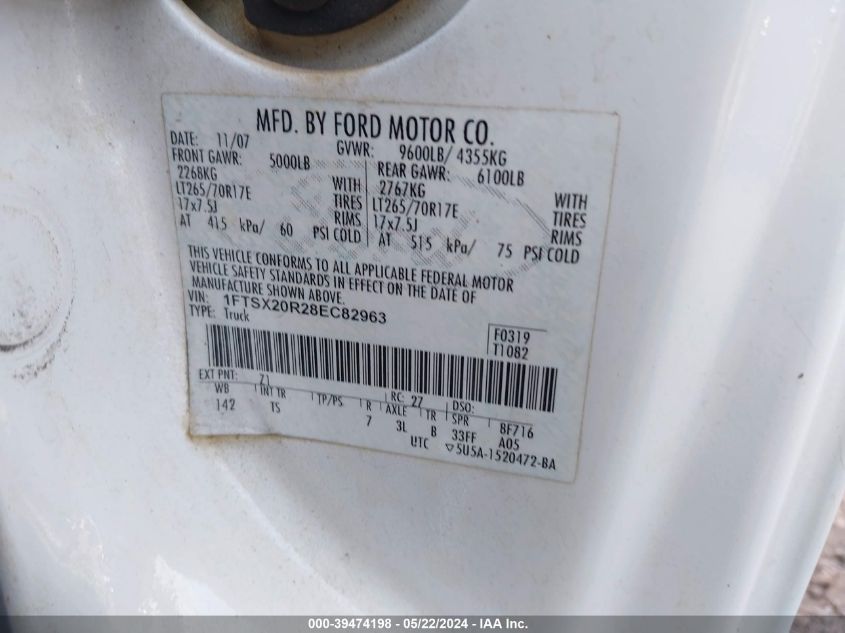 MFD. BY FORD MOTOR CO.
DATE: 11/07 GVWR: 9600LB/ 4355KG
FRONT GAWR: 5000LB REAR GAWR: 6100LB
2268KG WITH 2767KG WITH
LT265/70R17E TIRES LT265/70R17E TIRES
17x7.5J RIMS 17x7.5J RIMS
AT 415 kPa/ 60 PSI COLD AT 515 kPa/ 75 PSI COLD
THIS VEHICLE CONFORMS TO ALL APPLICABLE FEDERAL MOTOR
VEHICLE SAFETY STANDARDS IN EFFECT ON THE DATE OF
MANUFACTURE SHOWN ABOVE.
VIN: 1FTSX20R28EC82963
TYPE: Truck
F0319
T1082
EXT PNT: Z1 RC: 27 DSO:
WB INT TR TP/PS R AXLE TR SPR 8F716
142 TS 7 3L B 33FF A05
UTC ▽5U5A-1520472-BA
000-39474198 - 05/22/2024 - IAA Inc.